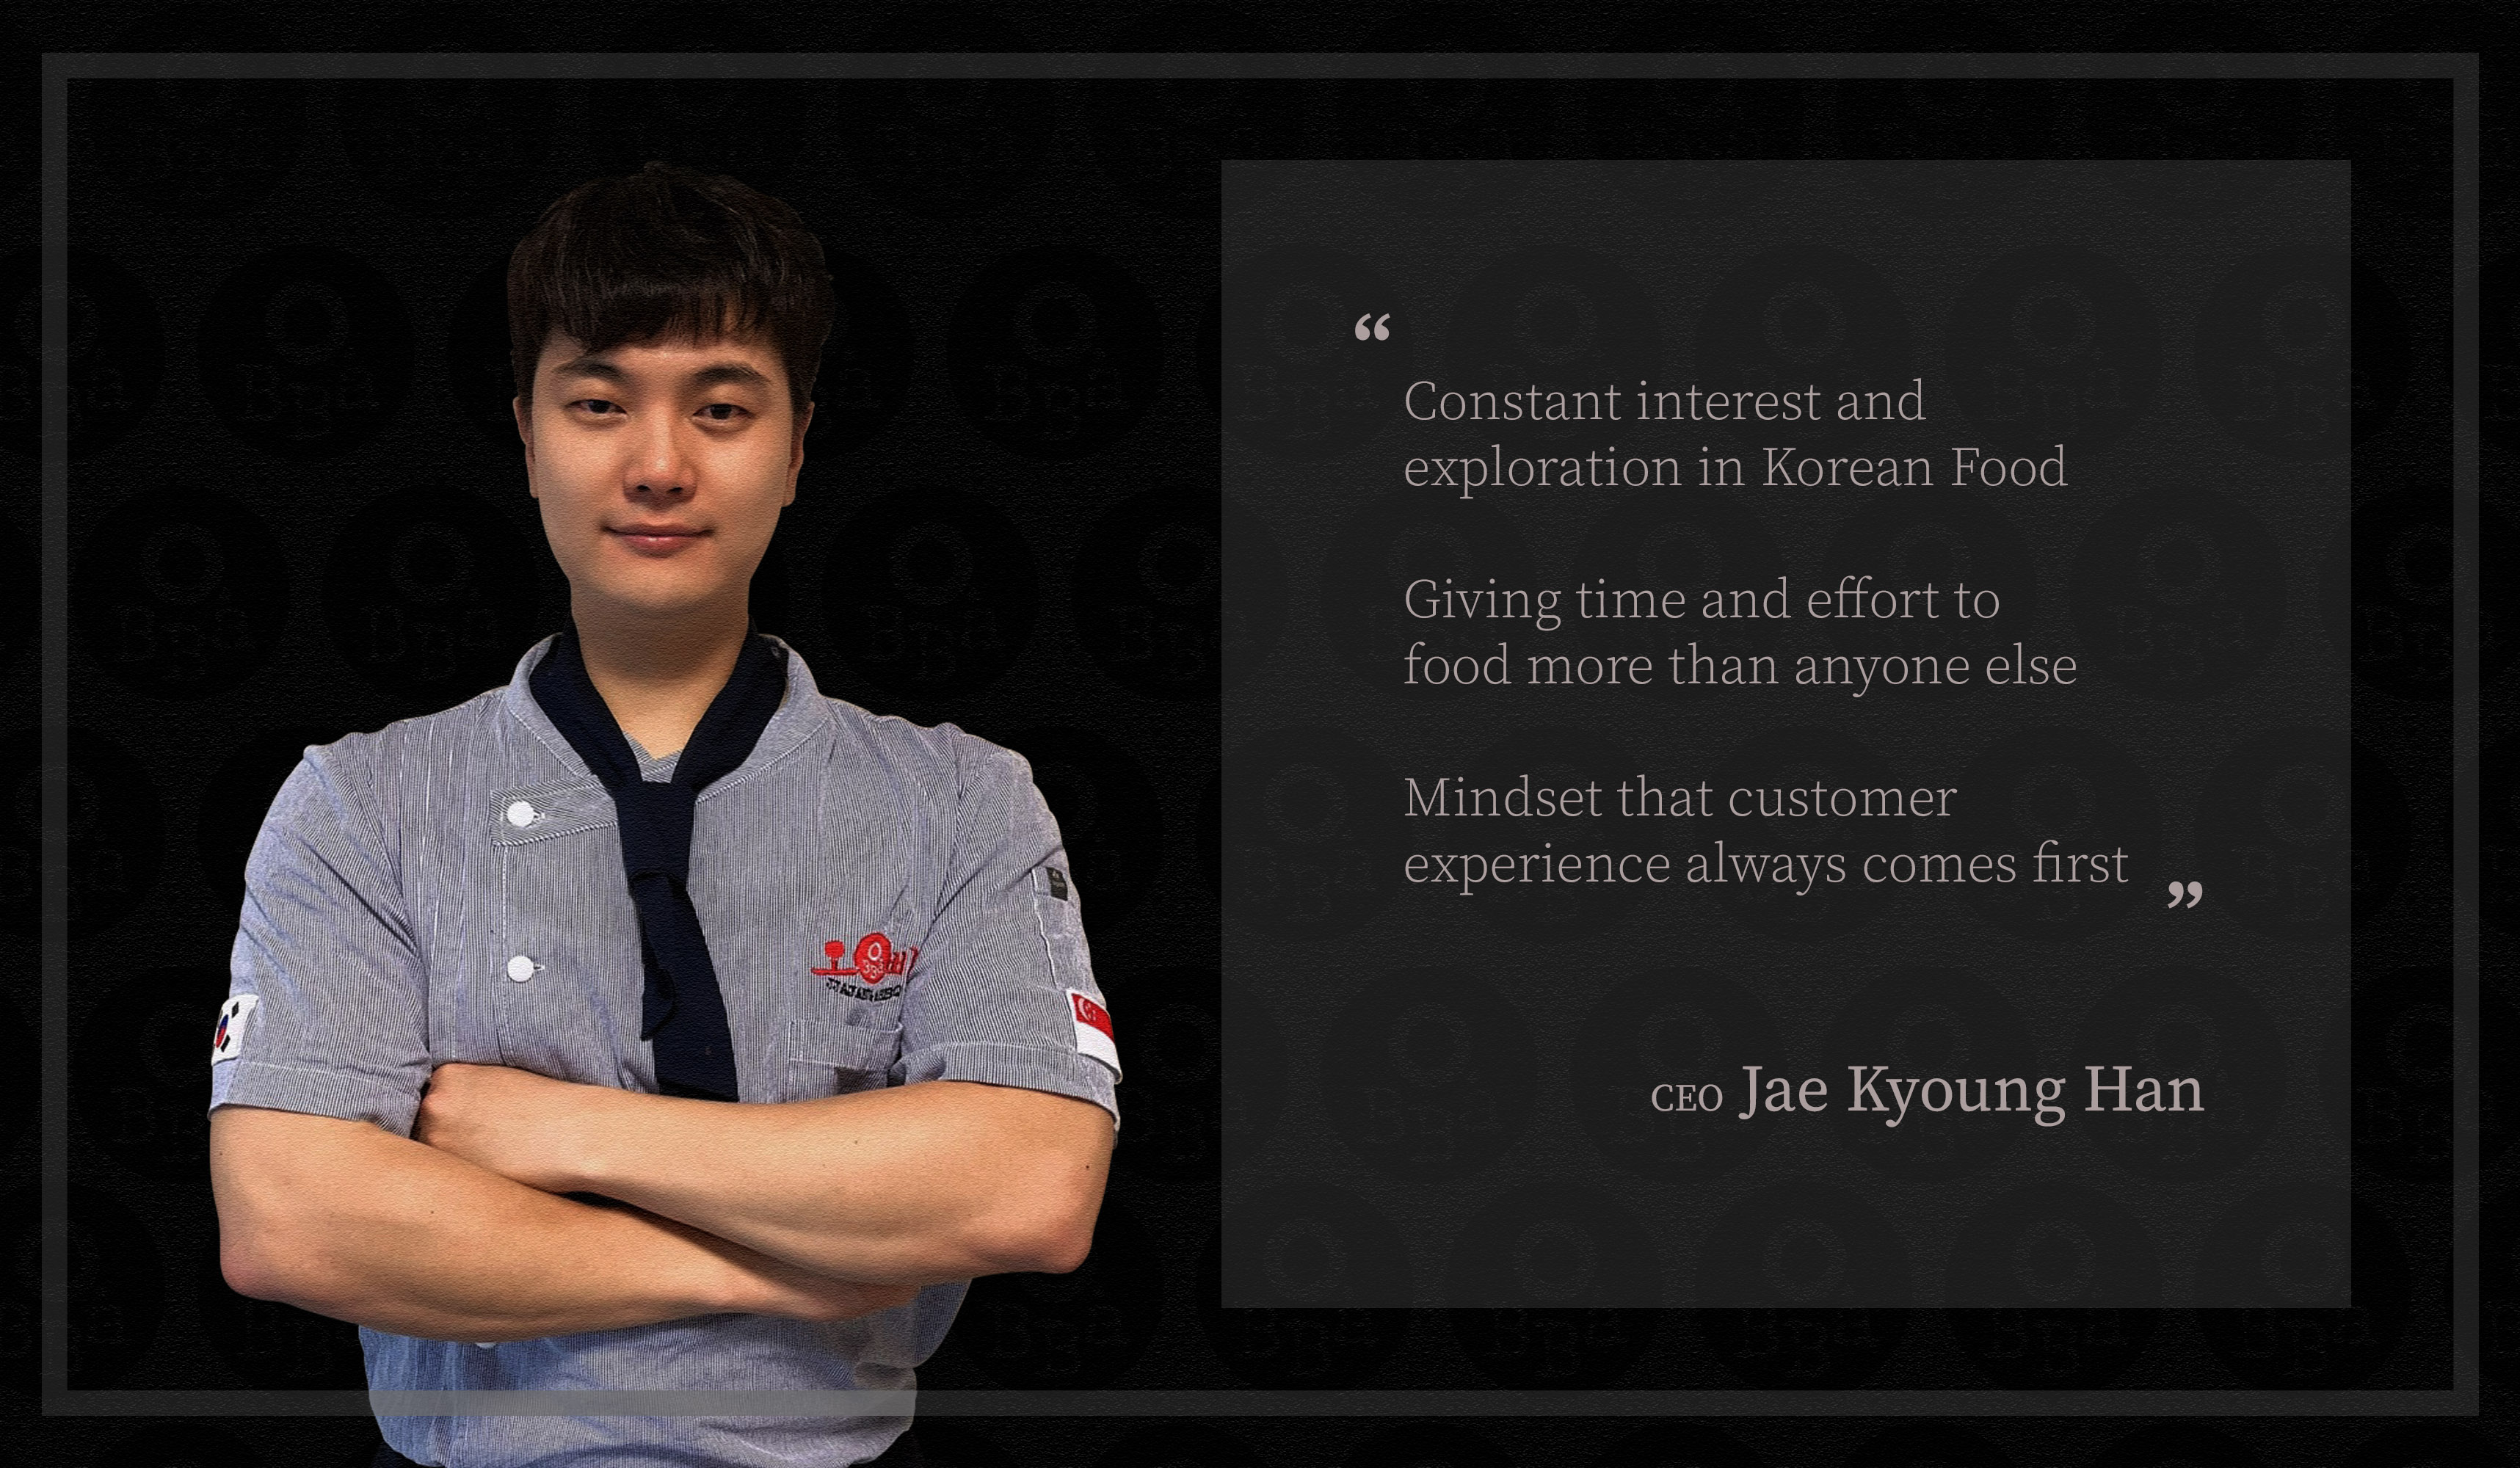 “
Constant interest and
exploration in Korean Food
Giving time and effort to
food more than anyone else
Mindset that customer
experience always comes first
”
CEO Jae Kyoung Han